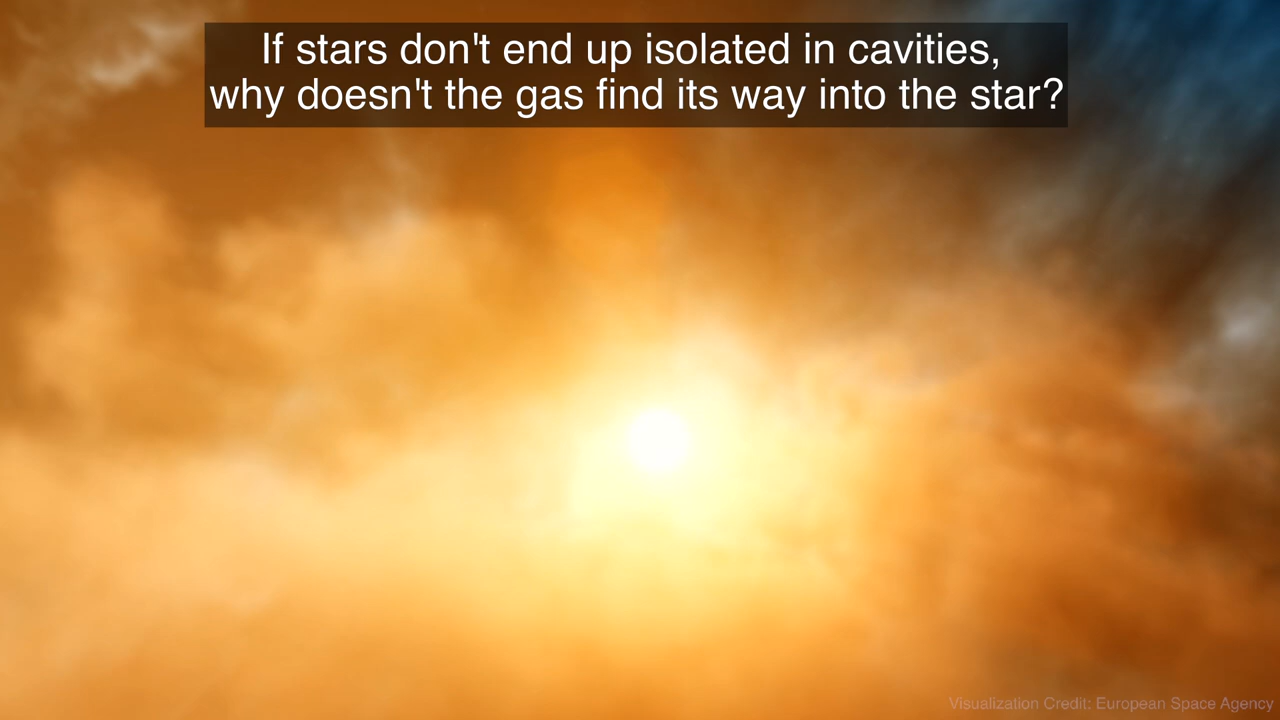 If stars don't end up isolated in cavities,
why doesn't the gas find its way into the star?
Visualization Credit: European Space Agency